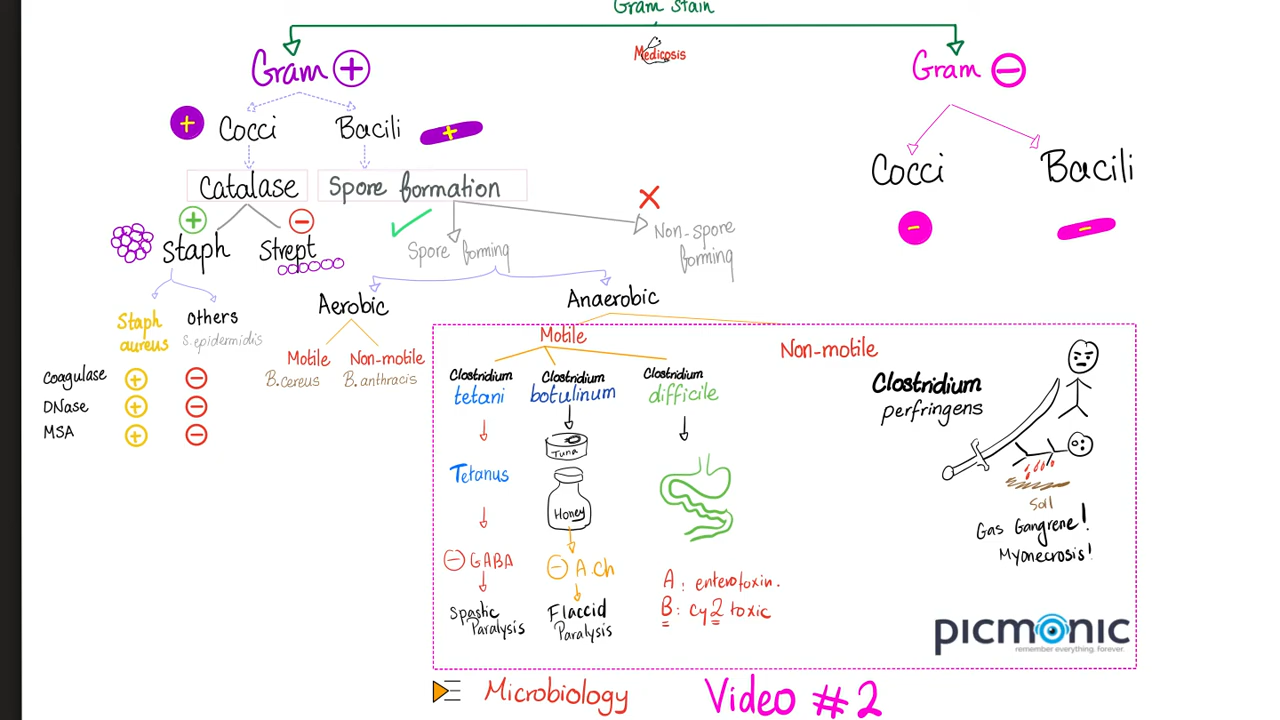 Gram stain
Medicosis
Gram +
Gram −
+ Cocci
Bacili +
Cocci
Bacili
−
−
Catalase
Spore formation
+
−
Staph
Strept
Spore forming
Non-spore
forming
Aerobic
Anaerobic
Staph
aureus
others
S.epidermidis
Motile
B.cereus
Non-motile
B.anthracis
Coagulase + −
DNase + −
MSA + −
Motile
Non-motile
Clostridium
tetani
Clostridium
botulinum
Clostridium
difficile
Clostridium
perfringens
Tetanus
Tuna
Honey
− GABA
− A.ch
Spastic
Paralysis
Flaccid
Paralysis
A: enterotoxin.
B: cy2toxic
Soil
Gas Gangrene!
Myonecrosis!
picmonic
remember everything. forever.
Microbiology
Video #2